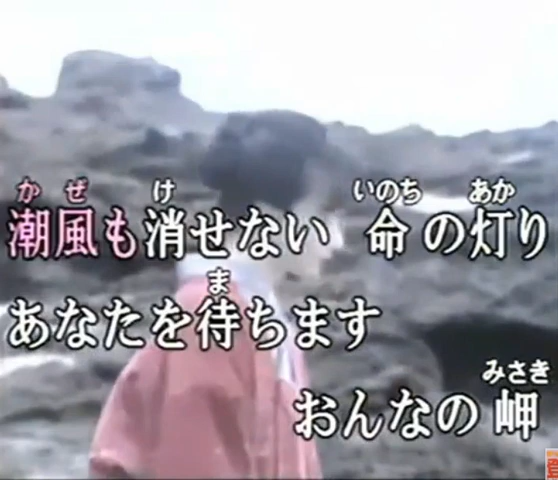 かぜ け いのち あか
潮風も消せない 命の灯り
ま
あなたを待ちます
みさき
おんなの岬